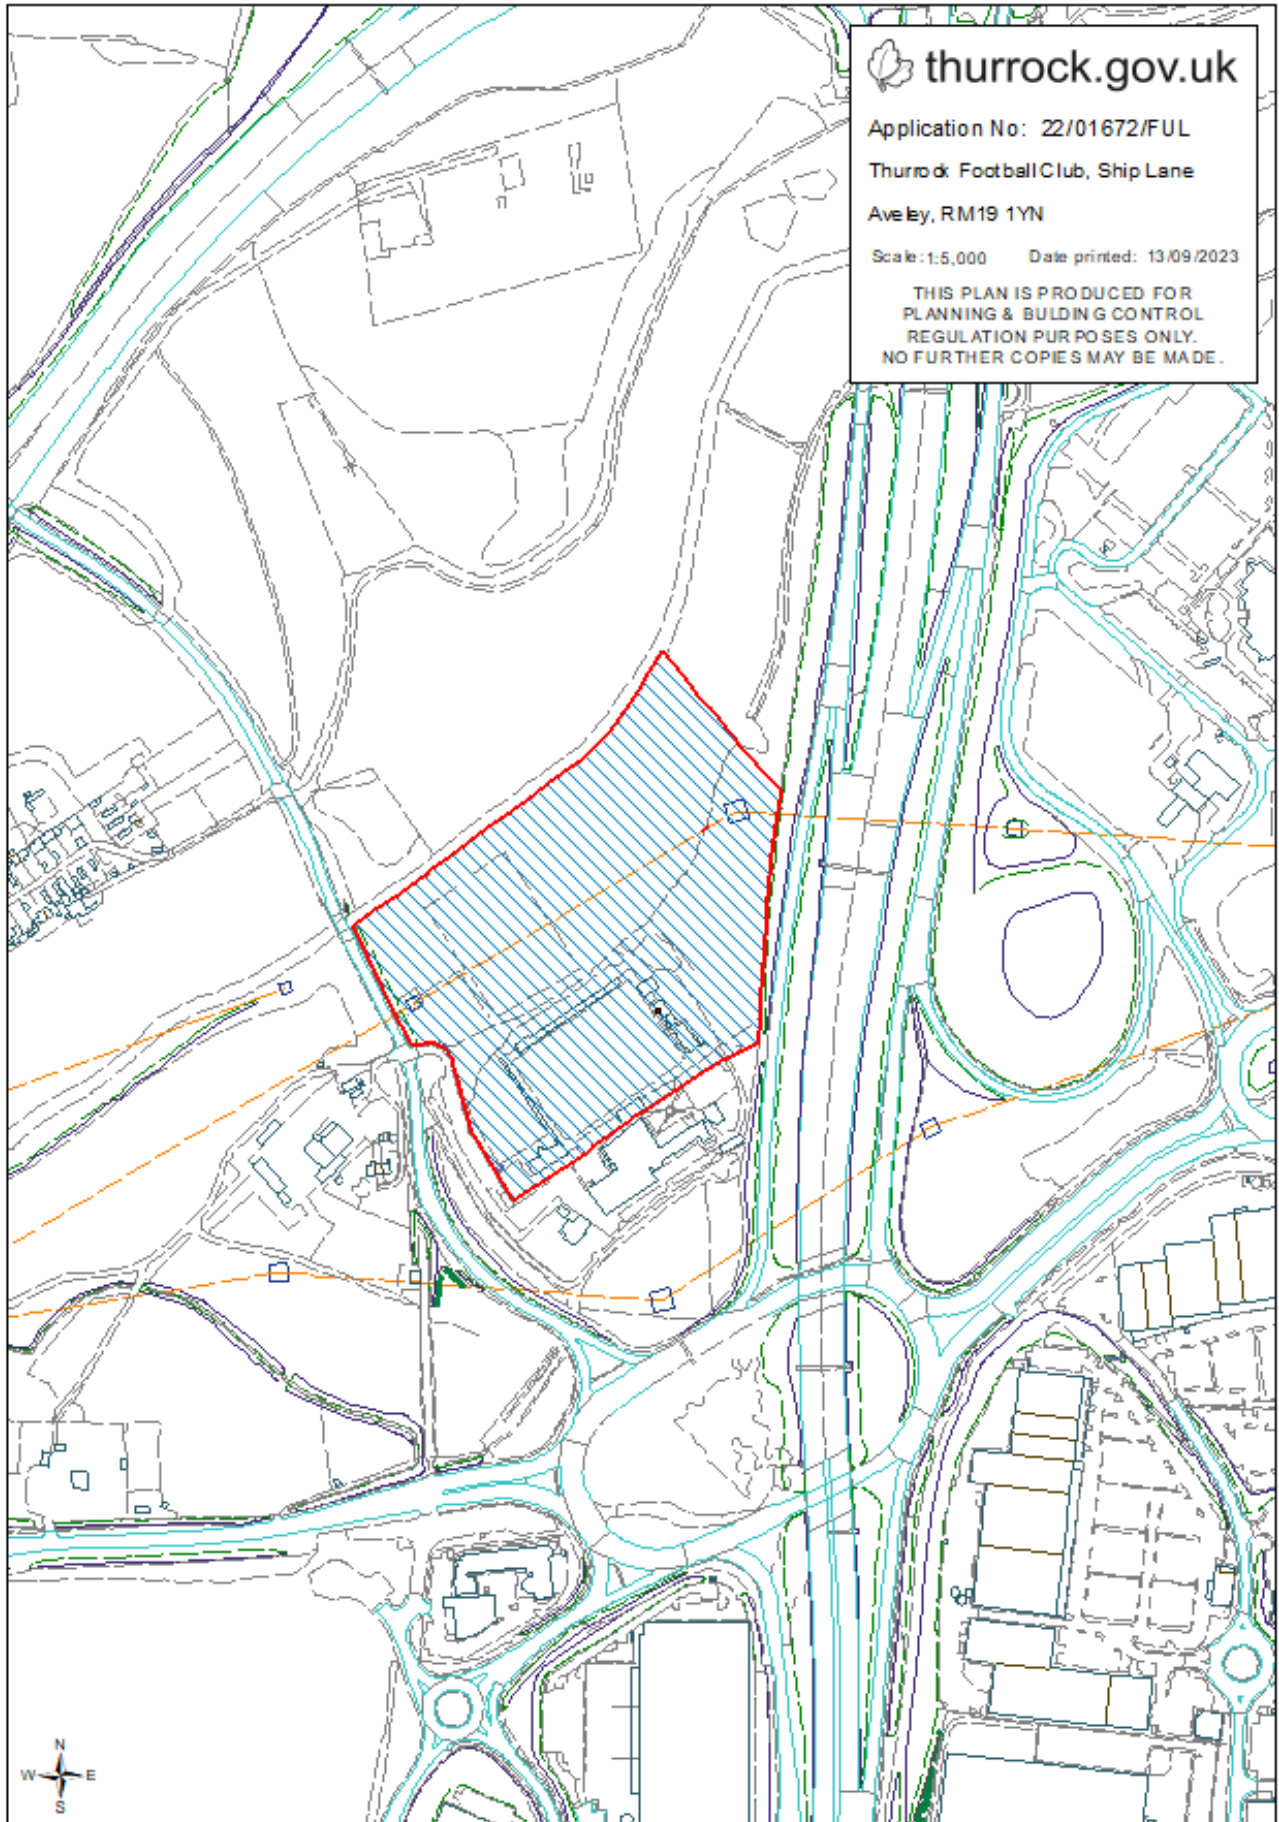 thurrock.gov.uk
Application No: 22/01672/FUL
Thurrock Football Club, Ship Lane
Aveley, RM19 1YN
Scale: 1:5,000 Date printed: 13/09/2023
THIS PLAN IS PRODUCED FOR
PLANNING & BULDING CONTROL
REGULATION PURPOSES ONLY.
NO FURTHER COPIES MAY BE MADE.
N
W E
S